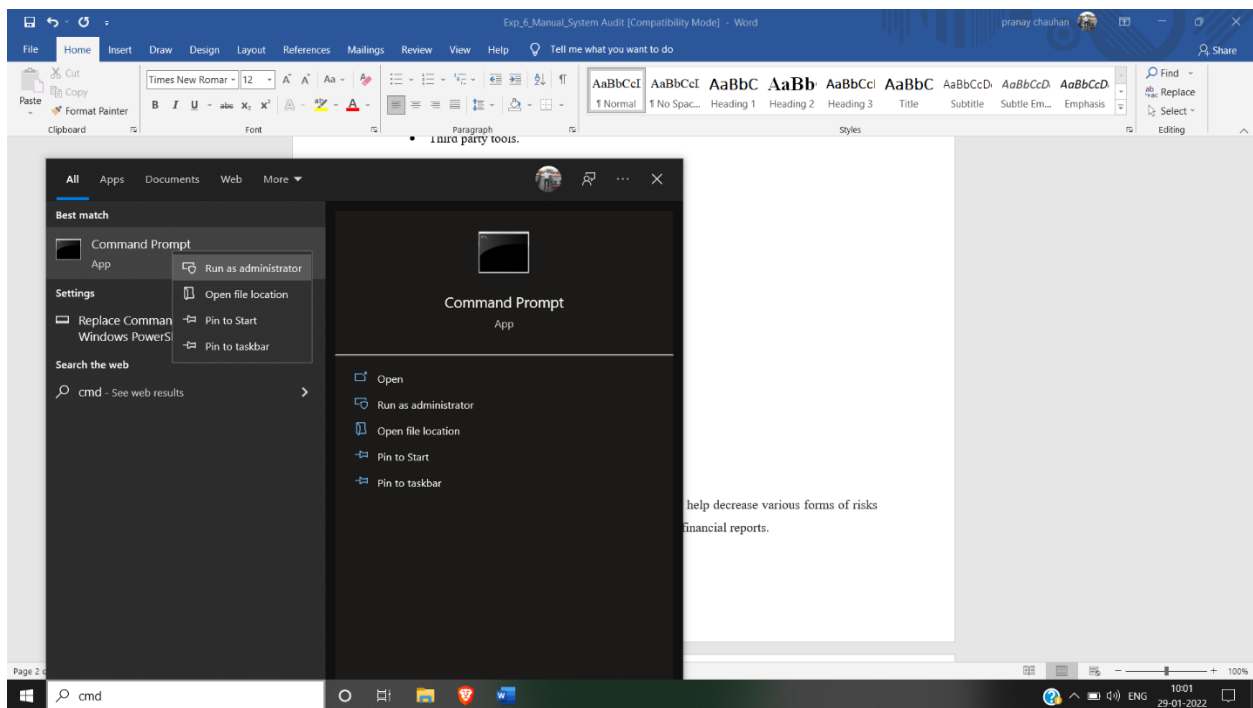 Exp_6_Manual_System Audit [Compatibility Mode] - Word
pranay chauhan
File Home Insert Draw Design Layout References Mailings Review View Help Tell me what you want to do
Share
Paste
Cut
Copy
Format Painter
Clipboard
Times New Romar 12
Font
Paragraph
AaBbCcI AaBbCcI AaBbC AaBb AaBbCcI AaBbC AaBbCcD AaBbCcD AaBbCcD
¶ Normal ¶ No Spac... Heading 1 Heading 2 Heading 3 Title Subtitle Subtle Em... Emphasis
Styles
Find
Replace
Select
Editing
• Third party tools.
All Apps Documents Web More
Best match
Command Prompt
App
Run as administrator
Open file location
Pin to Start
Pin to taskbar
Settings
Replace Comman
Windows PowerS
Search the web
cmd - See web results
Command Prompt
App
Open
Run as administrator
Open file location
Pin to Start
Pin to taskbar
help decrease various forms of risks
financial reports.
Page 2
100%
cmd
ENG
10:01
29-01-2022